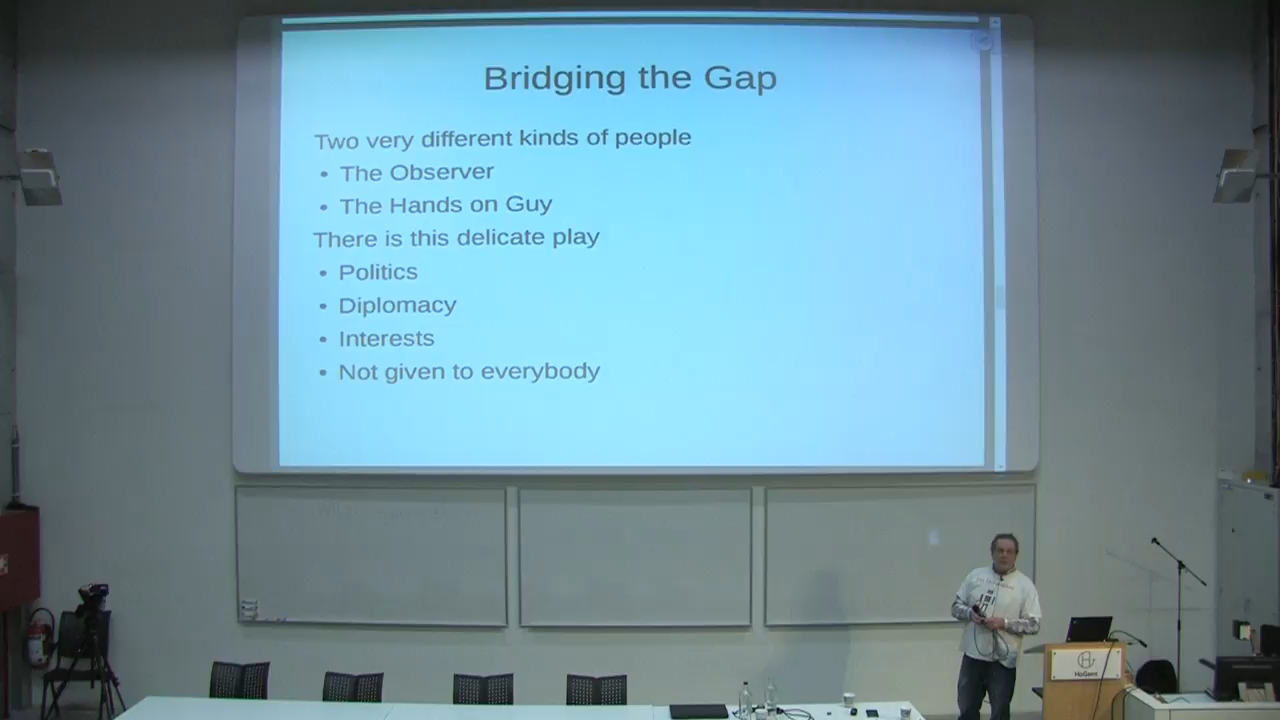 Bridging the Gap
Two very different kinds of people
• The Observer
• The Hands on Guy
There is this delicate play
• Politics
• Diplomacy
• Interests
• Not given to everybody
HoGent